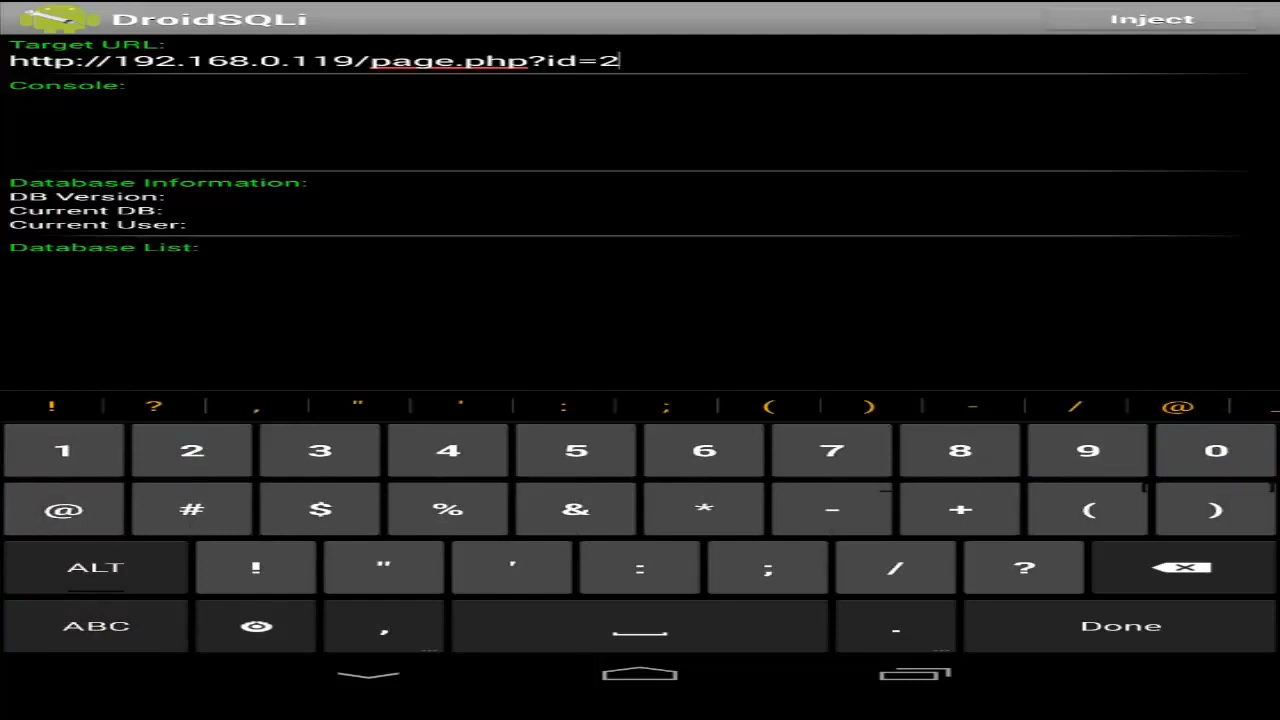 DroidSQLi Inject
Target URL:
http://192.168.0.119/page.php?id=2
Console:
Database Information:
DB Version:
Current DB:
Current User:
Database List:
! ? , " ' : ; ( ) - / @
1 2 3 4 5 6 7 8 9 0
@ # $ % & * - + ( )
ALT ! " ' : ; / ?
ABC , ... . ... Done